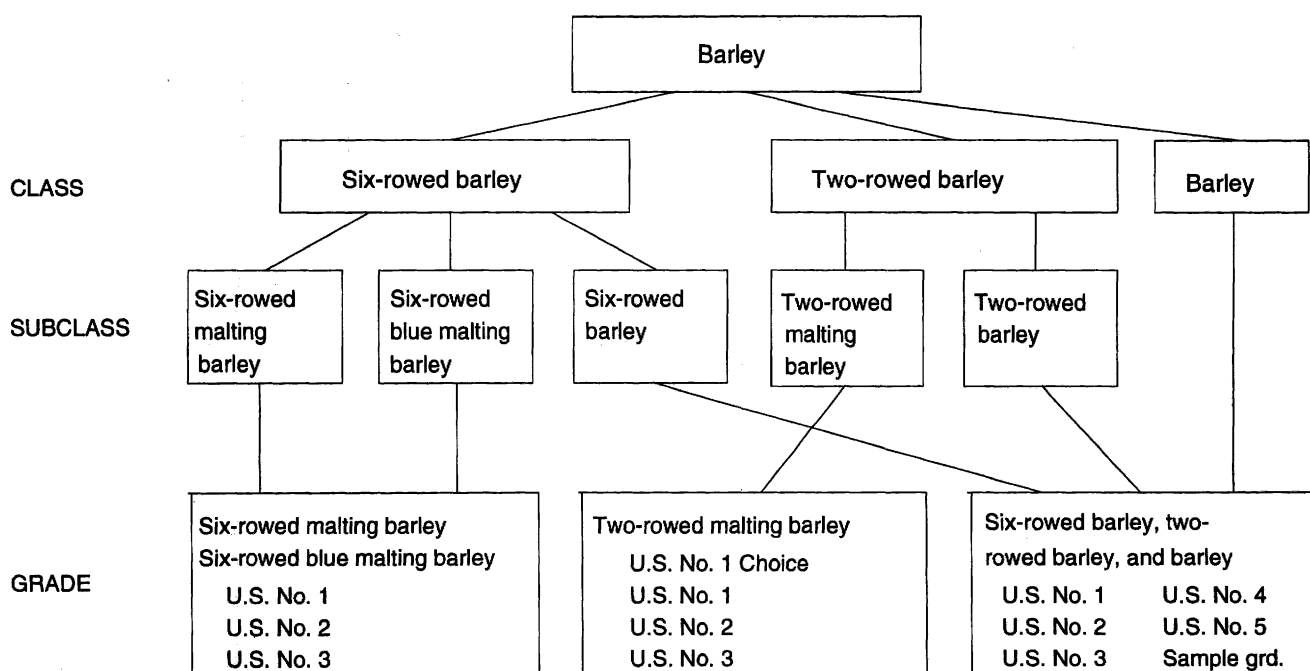 Barley
CLASS
Six-rowed barley
Two-rowed barley
Barley
SUBCLASS
Six-rowed
malting
barley
Six-rowed
blue malting
barley
Six-rowed
barley
Two-rowed
malting
barley
Two-rowed
barley
GRADE
Six-rowed malting barley
Six-rowed blue malting barley
U.S. No. 1
U.S. No. 2
U.S. No. 3
Two-rowed malting barley
U.S. No. 1 Choice
U.S. No. 1
U.S. No. 2
U.S. No. 3
Six-rowed barley, two-
rowed barley, and barley
U.S. No. 1 U.S. No. 4
U.S. No. 2 U.S. No. 5
U.S. No. 3 Sample grd.